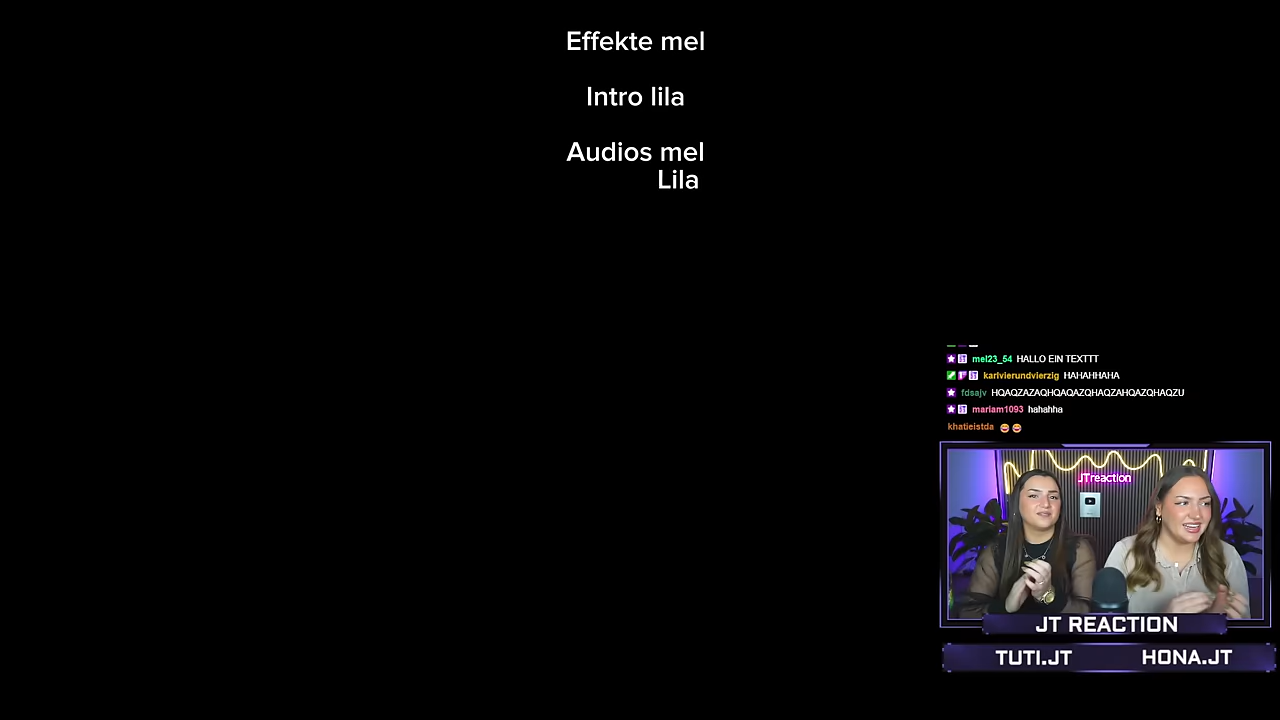 Effekte mel
Intro lila
Audios mel
Lila
mel23_54 HALLO EIN TEXTTT
karlvierundvierzig HAHAHHAHA
fdsajv HQAQZAZAQHQAQAZQHAQZAHQAZQHAQZU
mariam1093 hahahha
khatieistda
JTreaction
JT REACTION
TUTI.JT
HONA.JT